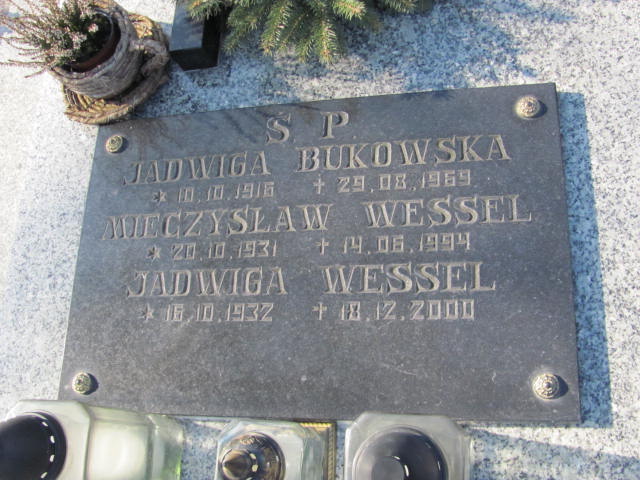 S P
JADWIGA BUKOWSKA
* 10.10.1916 + 29.08.1969
MIECZYSŁAW WESSEL
* 20.10.1931 + 14.06.1994
JADWIGA WESSEL
* 16.10.1932 + 18.12.2000